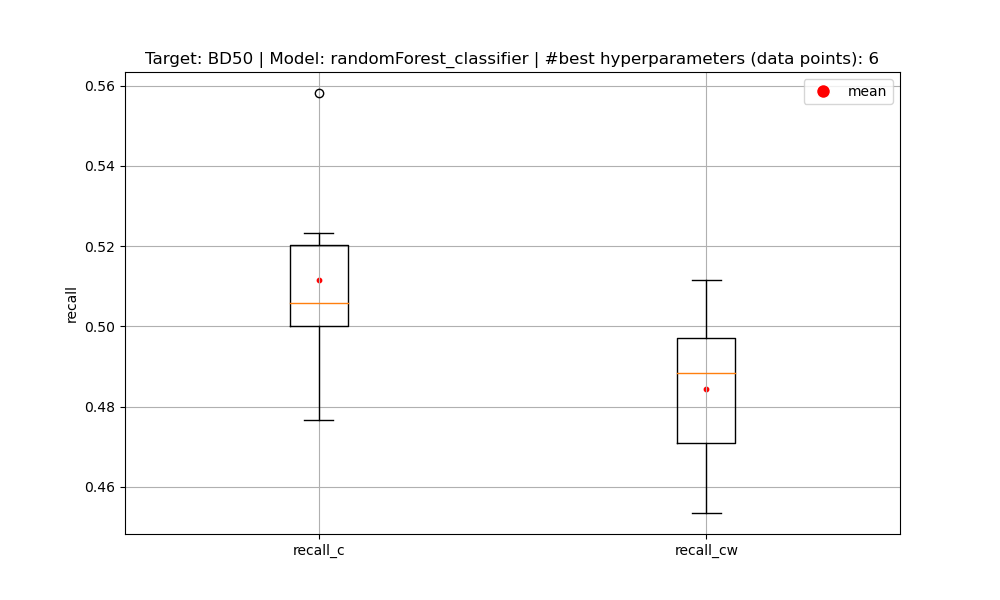 Target: BD50 | Model: randomForest_classifier | #best hyperparameters (data points): 6
mean
0.56
0.54
0.52
0.50
0.48
0.46
recall
recall_c
recall_cw